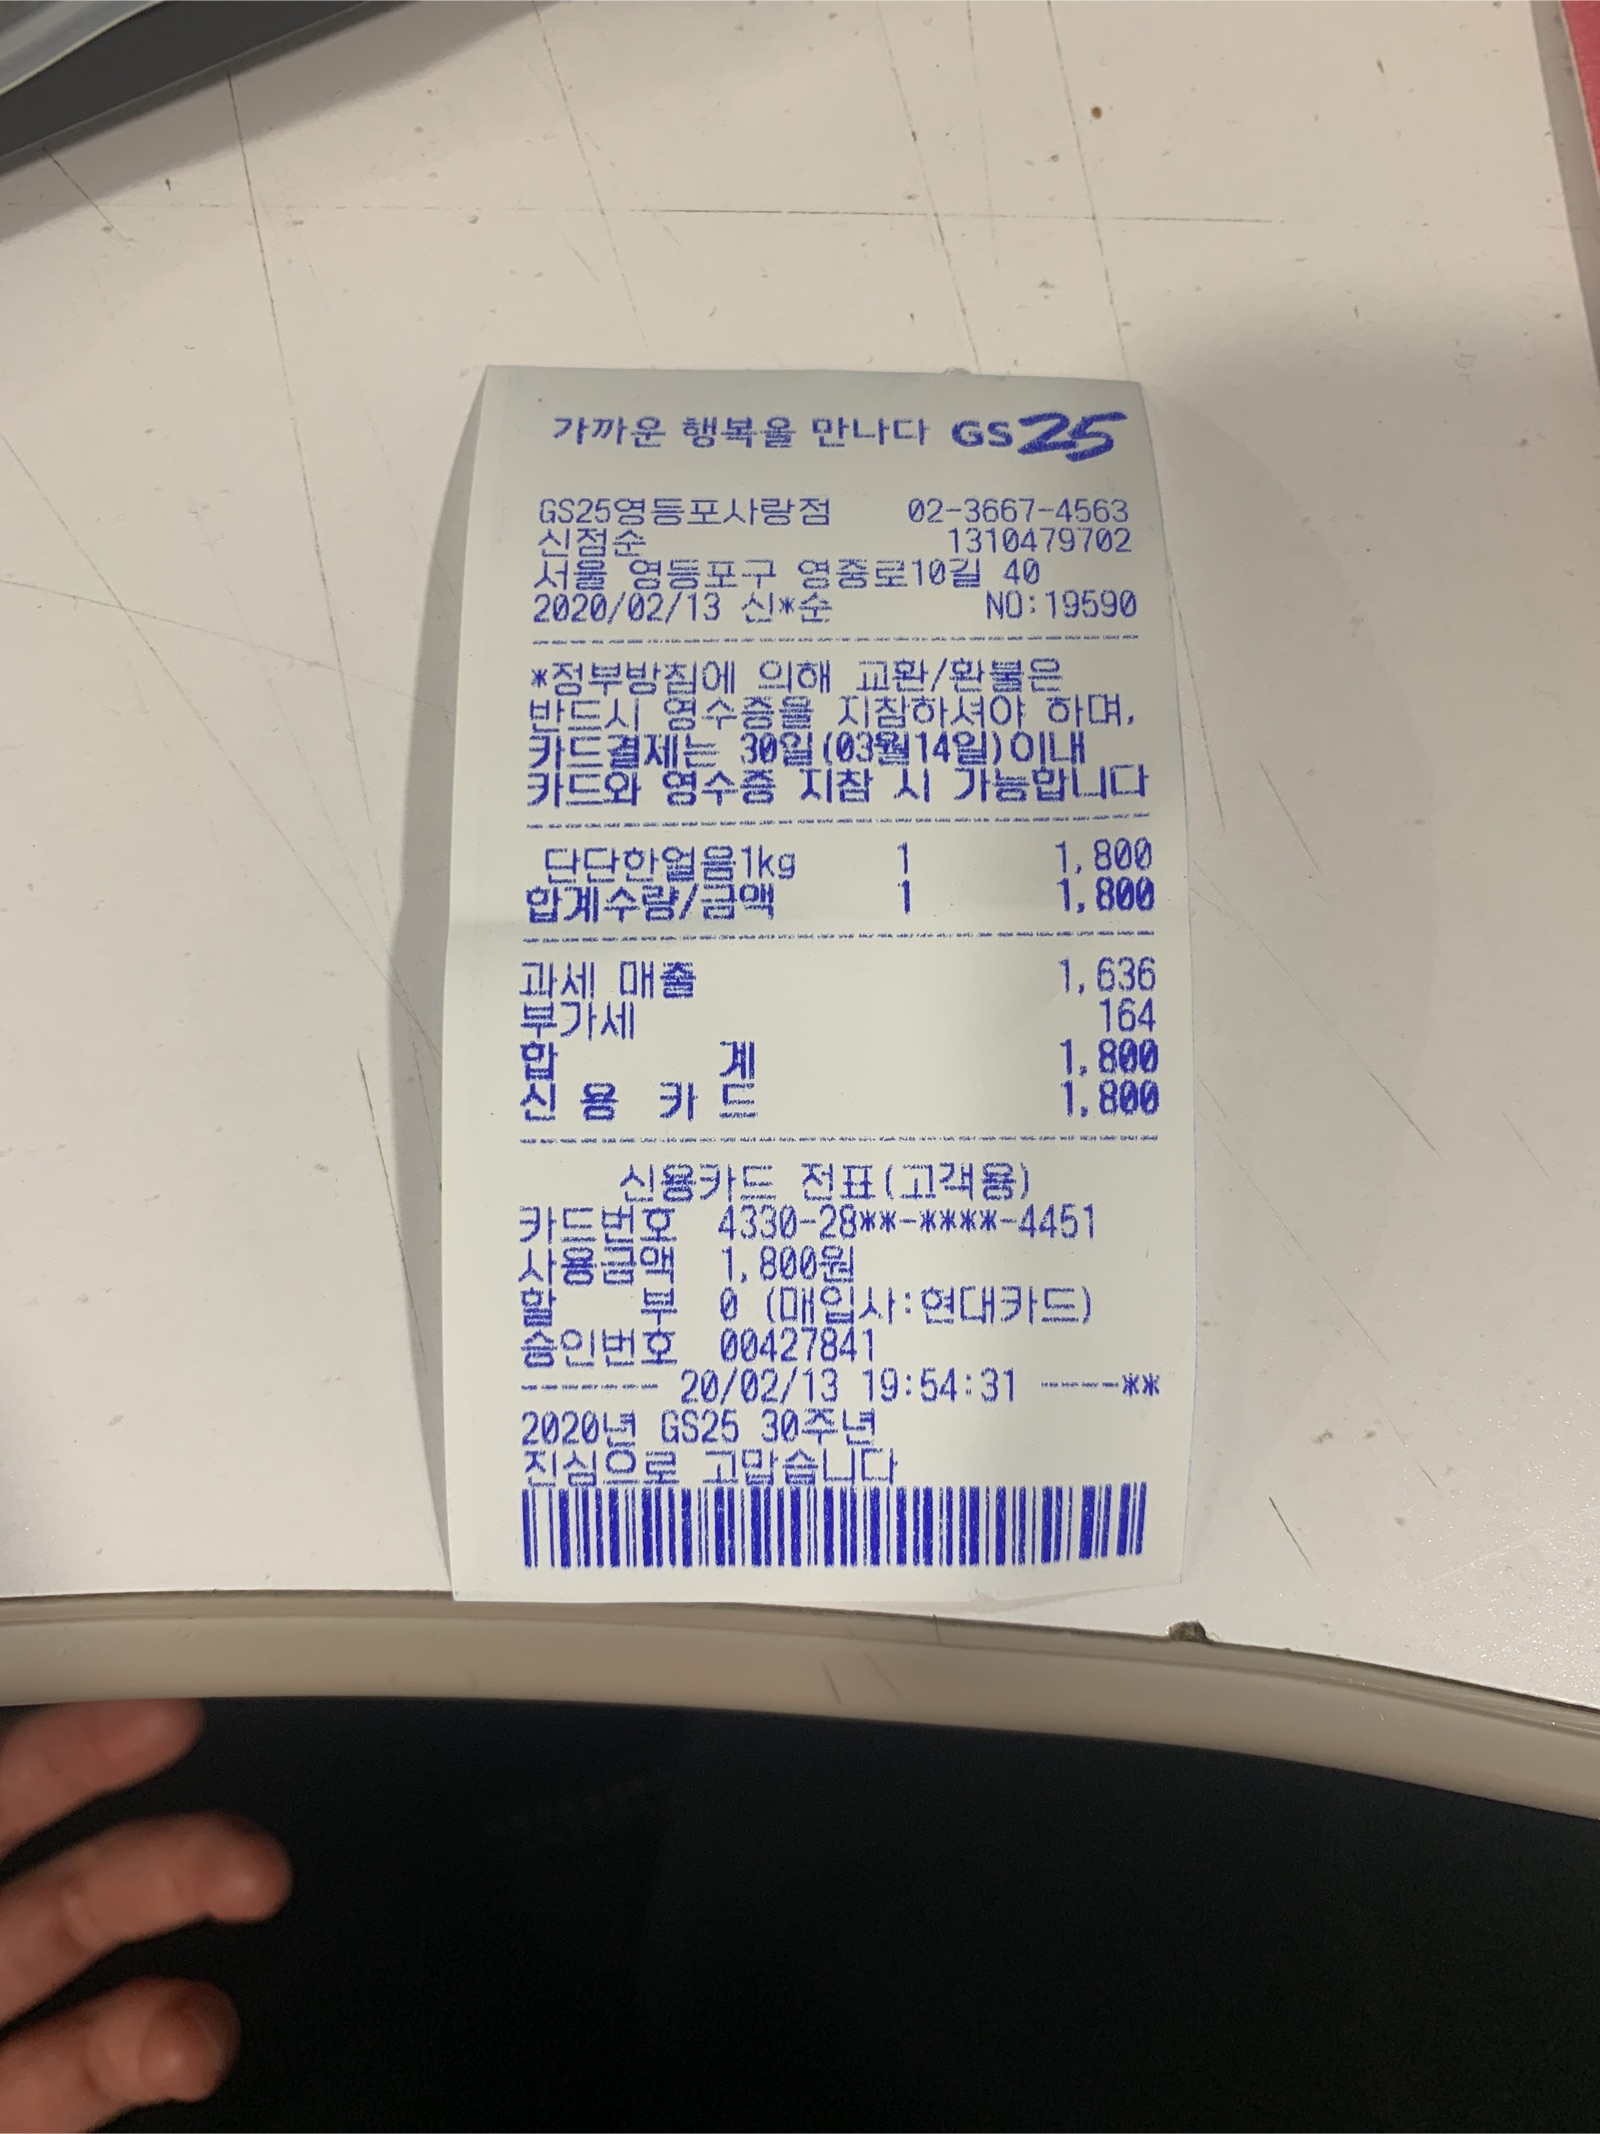 가까운 행복을 만나다 GS25
GS25영등포사랑점 02-3667-4563
신점순 1310479702
서울 영등포구 영중로10길 40
2020/02/13 신*순 NO:19590
*정부방침에 의해 교환/환불은
반드시 영수증을 지참하셔야 하며,
카드결제는 30일(03월14일)이내
카드와 영수증 지참 시 가능합니다
단단한얼음1kg 1 1,800
합계수량/금액 1 1,800
과세 매출 1,636
부가세 164
합 계 1,800
신 용 카 드 1,800
신용카드 전표(고객용)
카드번호 4330-28**-****-4451
사용금액 1,800원
할 부 0 (매입사:현대카드)
승인번호 00427841
------- 20/02/13 19:54:31 ----**
2020년 GS25 30주년
진심으로 고맙습니다